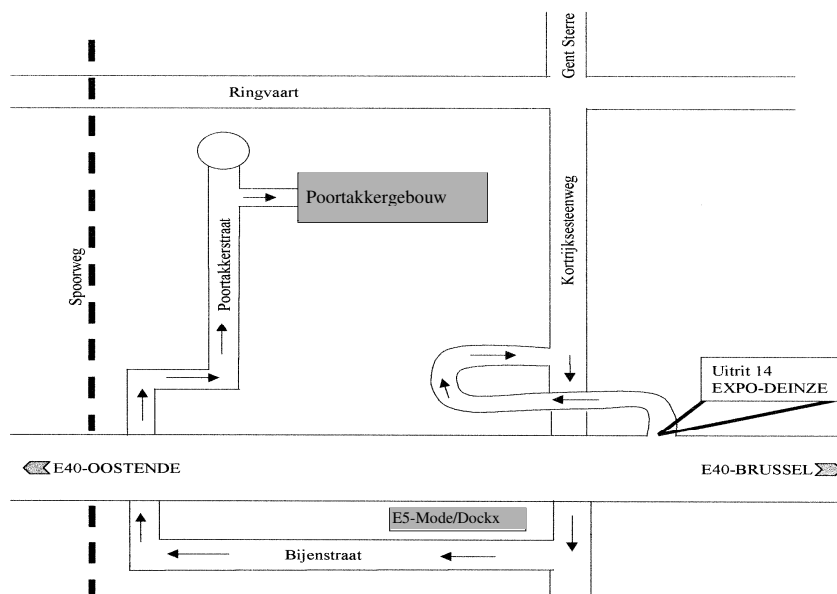 Gent Sterre
Ringvaart
Poortakkergebouw
Kortrijksesteenweg
Poortakkerstraat
Spoorweg
Uitrit 14
EXPO-DEINZE
E40-OOSTENDE
E40-BRUSSEL
E5-Mode/Dockx
Bijenstraat